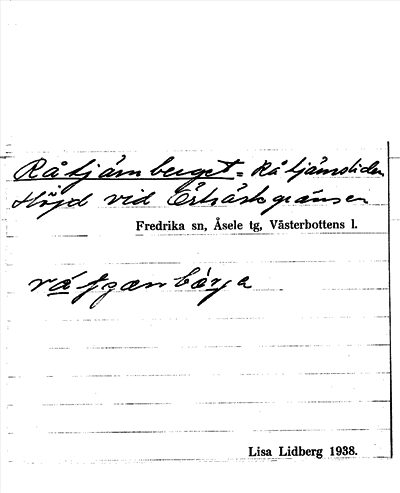 Råtjärnberget = Råtjärnsliden
Höjd vid Örträskgränsen
Fredrika sn, Åsele tg, Västerbottens l.
Lisa Lidberg 1938.